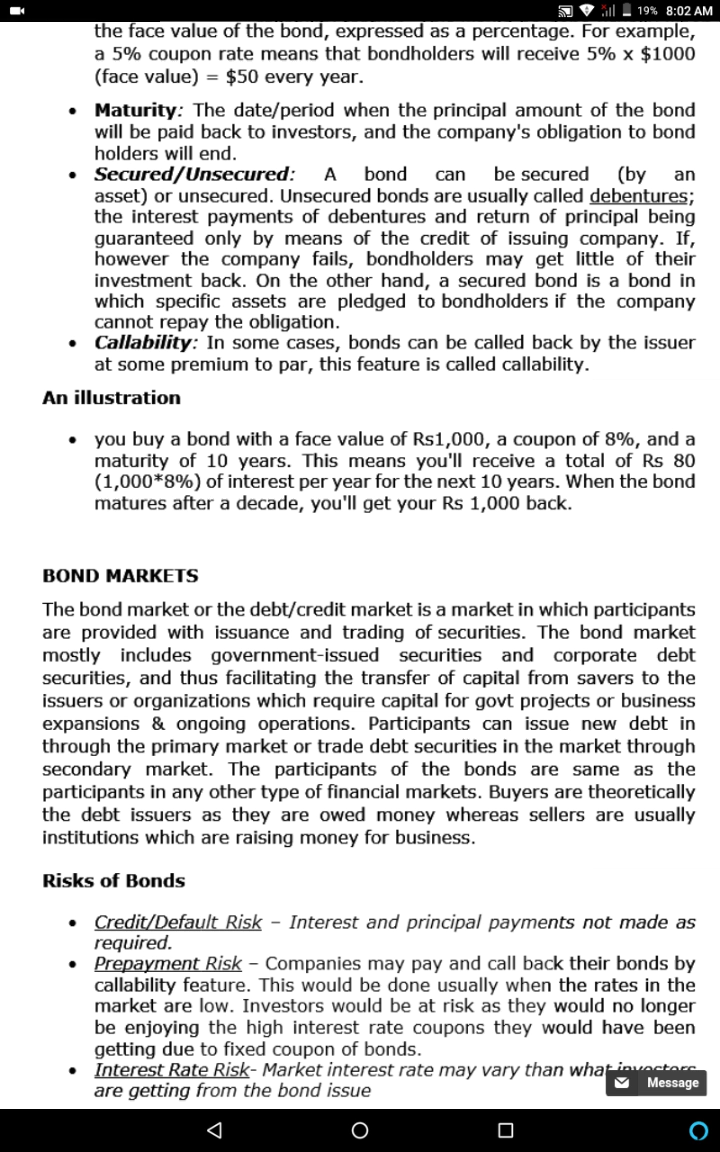 19% 8:02 AM
the face value of the bond, expressed as a percentage. For example,
a 5% coupon rate means that bondholders will receive 5% x $1000
(face value) = $50 every year.
• Maturity: The date/period when the principal amount of the bond
will be paid back to investors, and the company's obligation to bond
holders will end.
• Secured/Unsecured: A bond can be secured (by an
asset) or unsecured. Unsecured bonds are usually called debentures;
the interest payments of debentures and return of principal being
guaranteed only by means of the credit of issuing company. If,
however the company fails, bondholders may get little of their
investment back. On the other hand, a secured bond is a bond in
which specific assets are pledged to bondholders if the company
cannot repay the obligation.
• Callability: In some cases, bonds can be called back by the issuer
at some premium to par, this feature is called callability.
An illustration
• you buy a bond with a face value of Rs1,000, a coupon of 8%, and a
maturity of 10 years. This means you'll receive a total of Rs 80
(1,000*8%) of interest per year for the next 10 years. When the bond
matures after a decade, you'll get your Rs 1,000 back.
BOND MARKETS
The bond market or the debt/credit market is a market in which participants
are provided with issuance and trading of securities. The bond market
mostly includes government-issued securities and corporate debt
securities, and thus facilitating the transfer of capital from savers to the
issuers or organizations which require capital for govt projects or business
expansions & ongoing operations. Participants can issue new debt in
through the primary market or trade debt securities in the market through
secondary market. The participants of the bonds are same as the
participants in any other type of financial markets. Buyers are theoretically
the debt issuers as they are owed money whereas sellers are usually
institutions which are raising money for business.
Risks of Bonds
• Credit/Default Risk – Interest and principal payments not made as
required.
• Prepayment Risk – Companies may pay and call back their bonds by
callability feature. This would be done usually when the rates in the
market are low. Investors would be at risk as they would no longer
be enjoying the high interest rate coupons they would have been
getting due to fixed coupon of bonds.
• Interest Rate Risk- Market interest rate may vary than what investors
are getting from the bond issue
Message